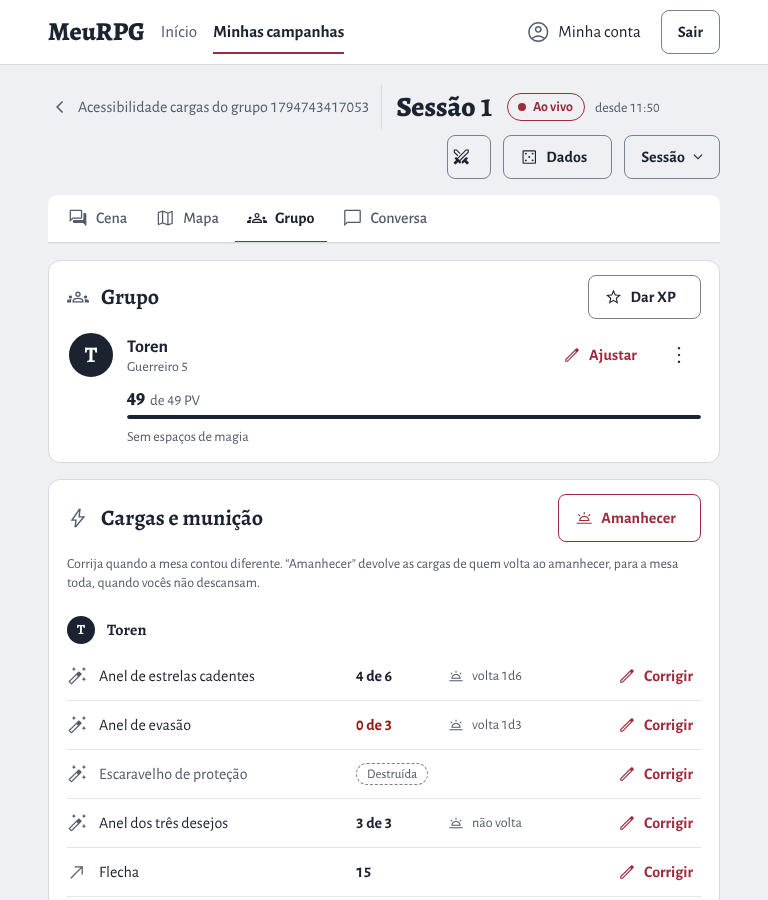 MeuRPG Início Minhas campanhas Minha conta Sair
Acessibilidade cargas do grupo 1794743417053 Sessão 1 Ao vivo desde 11:50
Dados Sessão
Cena Mapa Grupo Conversa
Grupo Dar XP
T Toren Ajustar
Guerreiro 5
49 de 49 PV
Sem espaços de magia
Cargas e munição Amanhecer
Corrija quando a mesa contou diferente. “Amanhecer” devolve as cargas de quem volta ao amanhecer, para a mesa
toda, quando vocês não descansam.
T Toren
Anel de estrelas cadentes 4 de 6 volta 1d6 Corrigir
Anel de evasão 0 de 3 volta 1d3 Corrigir
Escaravelho de proteção Destruída Corrigir
Anel dos três desejos 3 de 3 não volta Corrigir
Flecha 15 Corrigir